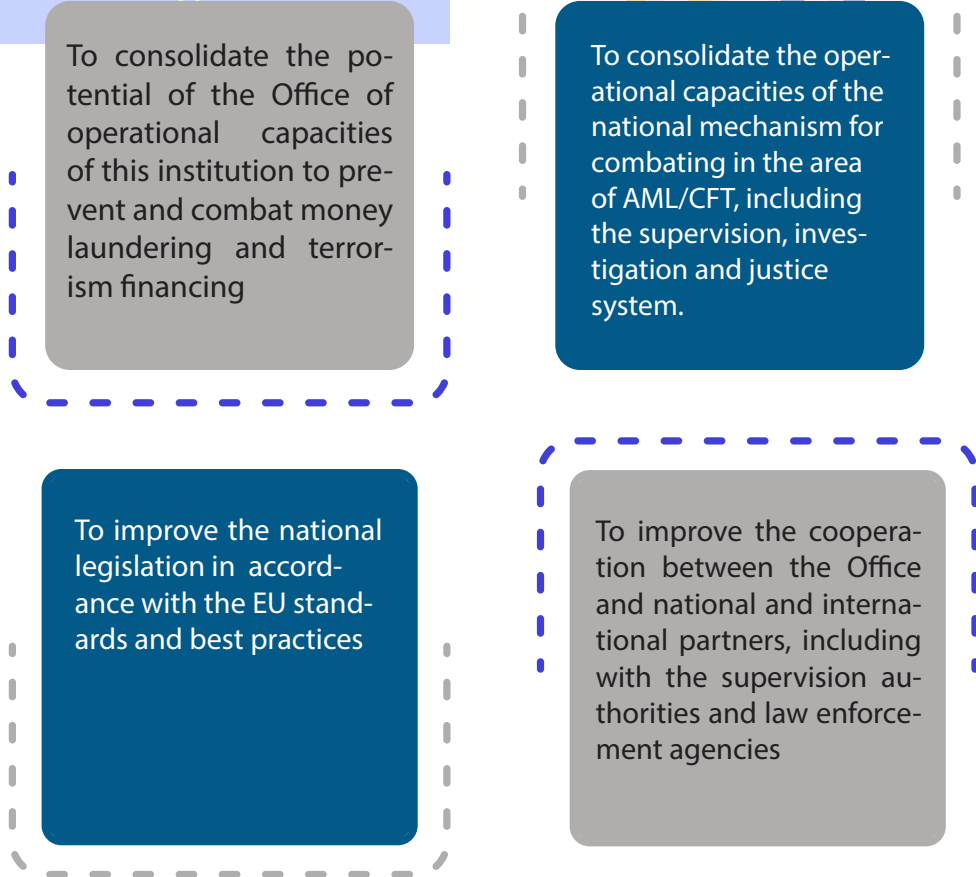 To consolidate the po-
tential of the Office of
operational capacities
of this institution to pre-
vent and combat money
laundering and terror-
ism financing
To consolidate the oper-
ational capacities of the
national mechanism for
combating in the area
of AML/CFT, including
the supervision, inves-
tigation and justice
system.
To improve the national
legislation in accord-
ance with the EU stand-
ards and best practices
To improve the coopera-
tion between the Office
and national and interna-
tional partners, including
with the supervision au-
thorities and law enforce-
ment agencies